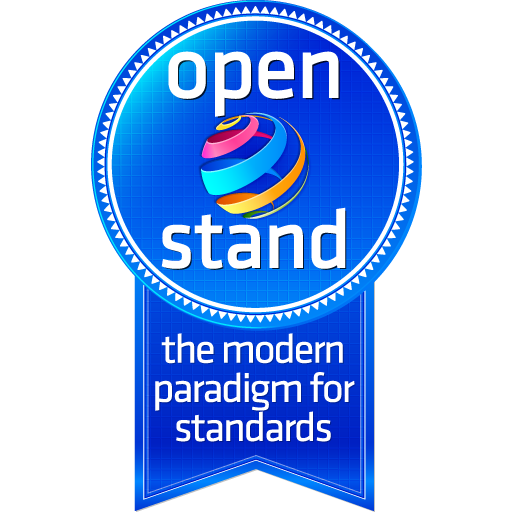 open
stand
the modern
paradigm for
standards